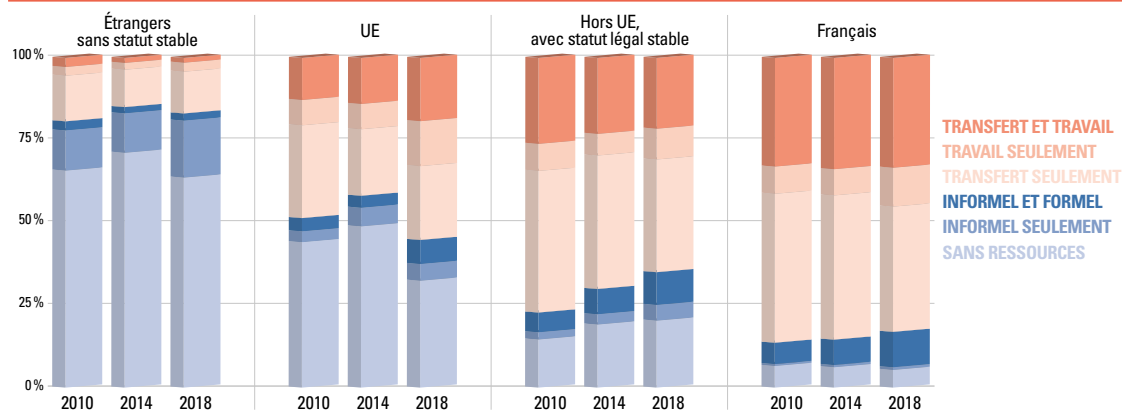 Étrangers
sans statut stable
UE
Hors UE,
avec statut légal stable
Français
100 %
75 %
50 %
25 %
0 %
2010 2014 2018
2010 2014 2018
2010 2014 2018
2010 2014 2018
TRANSFERT ET TRAVAIL
TRAVAIL SEULEMENT
TRANSFERT SEULEMENT
INFORMEL ET FORMEL
INFORMEL SEULEMENT
SANS RESSOURCES